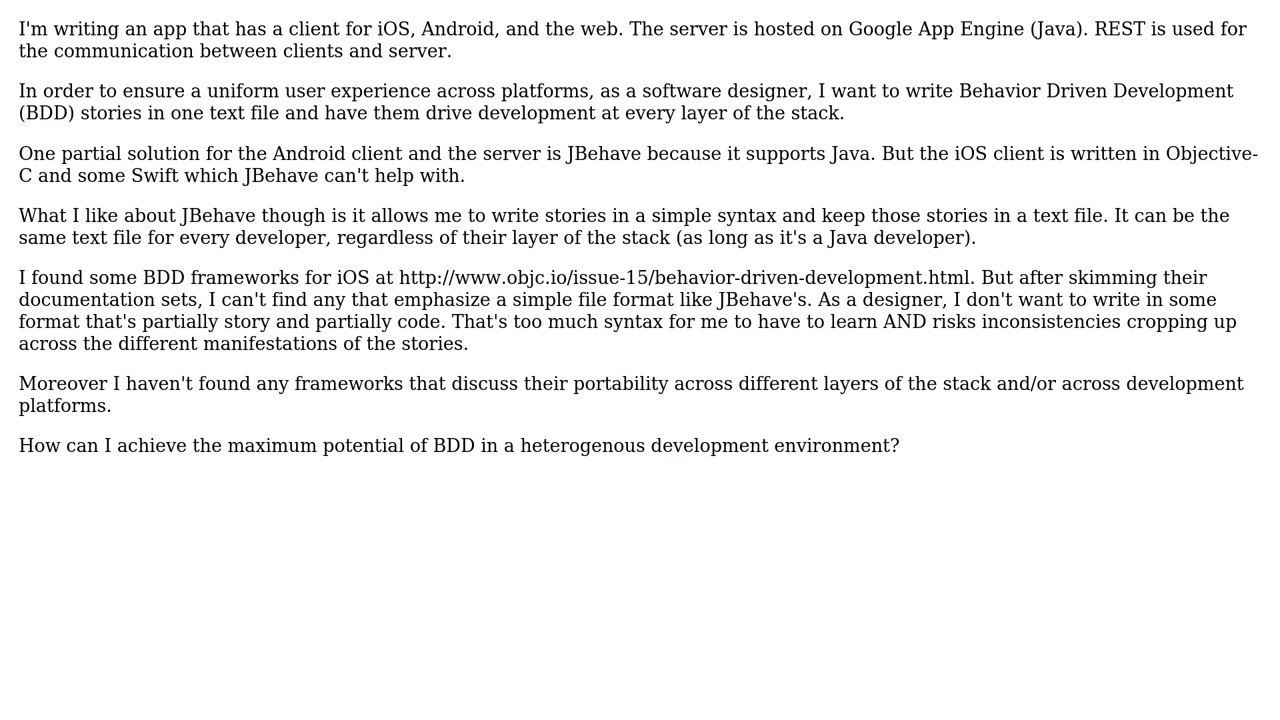 I'm writing an app that has a client for iOS, Android, and the web. The server is hosted on Google App Engine (Java). REST is used for
the communication between clients and server.
In order to ensure a uniform user experience across platforms, as a software designer, I want to write Behavior Driven Development
(BDD) stories in one text file and have them drive development at every layer of the stack.
One partial solution for the Android client and the server is JBehave because it supports Java. But the iOS client is written in Objective-
C and some Swift which JBehave can't help with.
What I like about JBehave though is it allows me to write stories in a simple syntax and keep those stories in a text file. It can be the
same text file for every developer, regardless of their layer of the stack (as long as it's a Java developer).
I found some BDD frameworks for iOS at http://www.objc.io/issue-15/behavior-driven-development.html. But after skimming their
documentation sets, I can't find any that emphasize a simple file format like JBehave's. As a designer, I don't want to write in some
format that's partially story and partially code. That's too much syntax for me to have to learn AND risks inconsistencies cropping up
across the different manifestations of the stories.
Moreover I haven't found any frameworks that discuss their portability across different layers of the stack and/or across development
platforms.
How can I achieve the maximum potential of BDD in a heterogenous development environment?